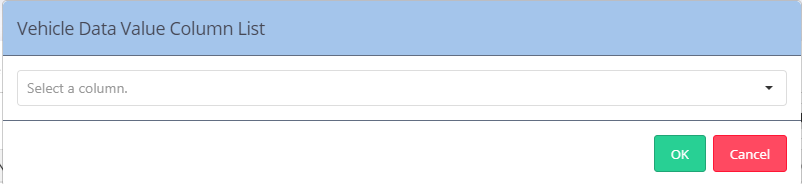 Vehicle Data Value Column List
Select a column.
OK Cancel